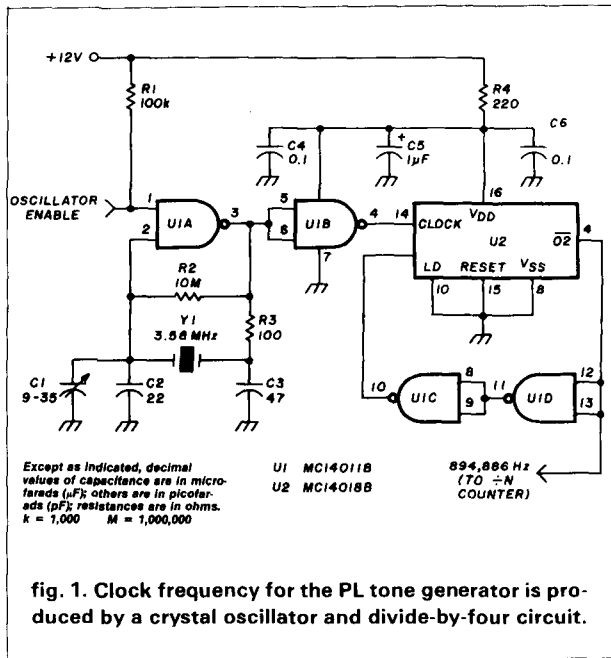 +12V
R1
100k
R4
220
C4
0.1
+
C5
1µF
C6
0.1
OSCILLATOR
ENABLE
1
2
U1A
3
5
6
U1B
4
7
14
CLOCK
16
VDD
U2
Q2
4
LD
RESET
VSS
10
15
8
R2
10M
R3
100
Y1
3.58 MHz
C1
9-35
C2
22
C3
47
10
U1C
8
9
11
U1D
12
13
Except as indicated, decimal
values of capacitance are in micro-
farads (µF); others are in picofar-
ads (pF); resistances are in ohms.
k = 1,000 M = 1,000,000
U1 MC14011B
U2 MC14018B
894,886 Hz
(TO ÷N
COUNTER)
fig. 1. Clock frequency for the PL tone generator is pro-
duced by a crystal oscillator and divide-by-four circuit.